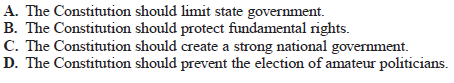 A. The Constitution should limit state government.
B. The Constitution should protect fundamental rights.
C. The Constitution should create a strong national government.
D. The Constitution should prevent the election of amateur politicians.